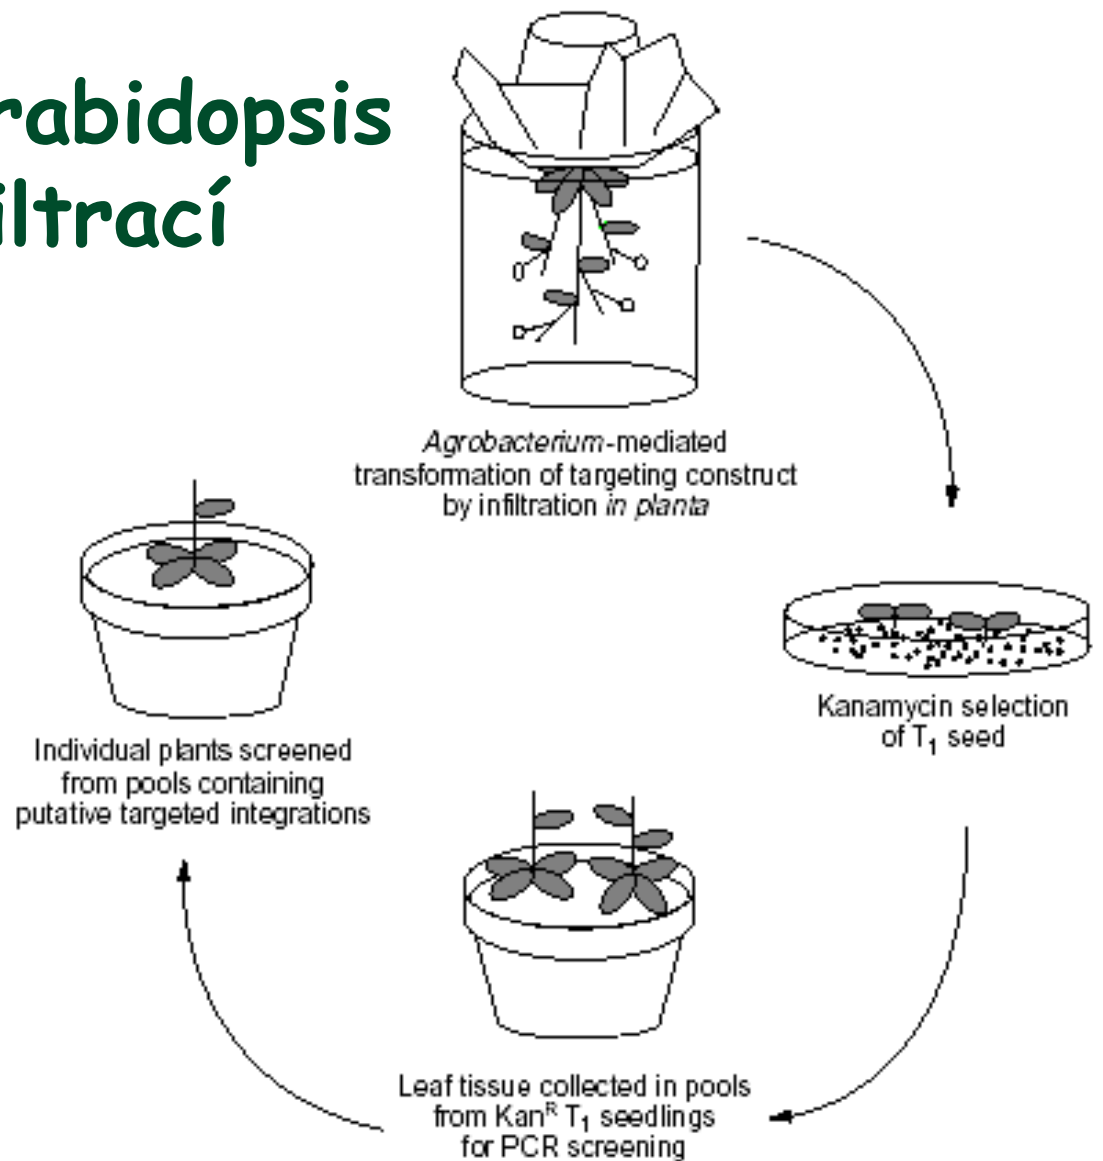 rabidopsis
iltrací
Agrobacterium-mediated
transformation of targeting construct
by infiltration in planta
Kanamycin selection
of T₁ seed
Leaf tissue collected in pools
from Kanᴿ T₁ seedlings
for PCR screening
Individual plants screened
from pools containing
putative targeted integrations